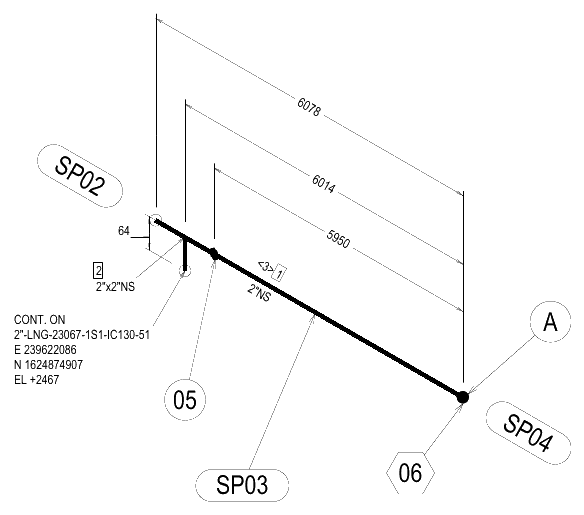 6078
6014
5950
SP02
64
<3> 1
2"NS
2
2"x2"NS
CONT. ON
2"-LNG-23067-1S1-IC130-51
E 239622086
N 1624874907
EL +2467
A
05
SP04
06
SP03